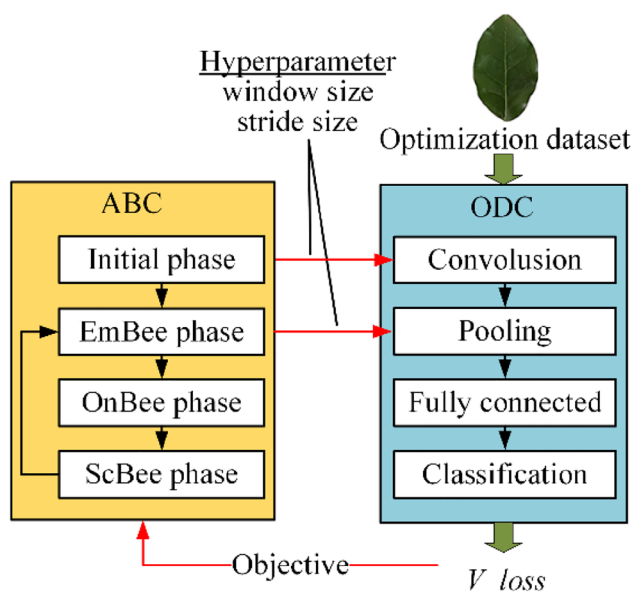 Hyperparameter
window size
stride size
Optimization dataset
ABC
Initial phase
EmBee phase
OnBee phase
ScBee phase
ODC
Convolusion
Pooling
Fully connected
Classification
Objective
V loss